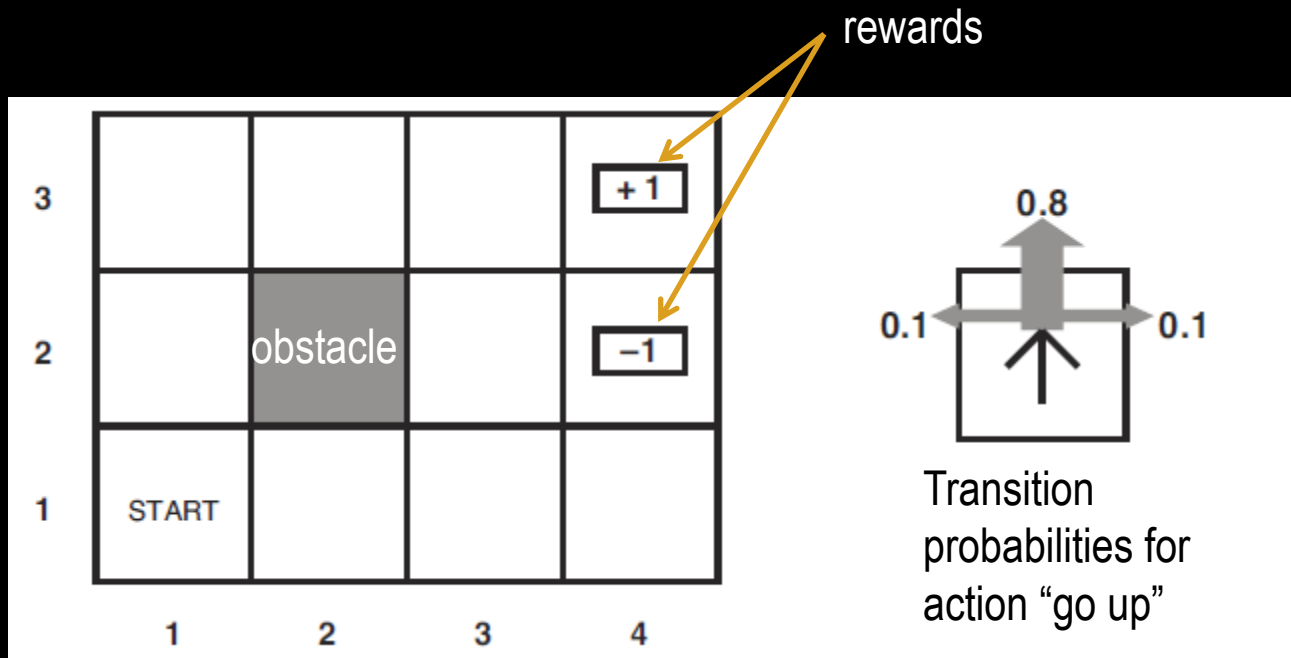 rewards
3
+ 1
0.8
0.1
0.1
2
obstacle
–1
1
START
Transition
probabilities for
action “go up”
1
2
3
4